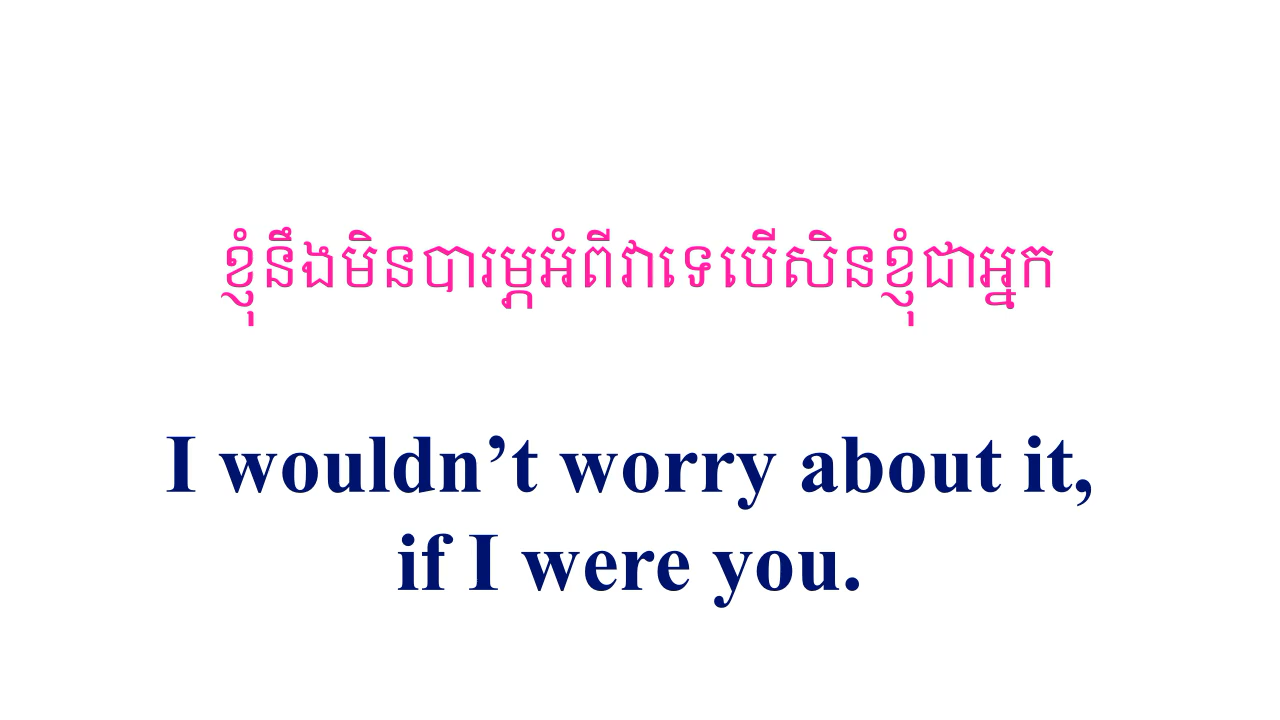 ខ្ញុំនឹងមិនបារម្ភអំពីវាទេបើសិនខ្ញុំជាអ្នក
I wouldn’t worry about it,
if I were you.